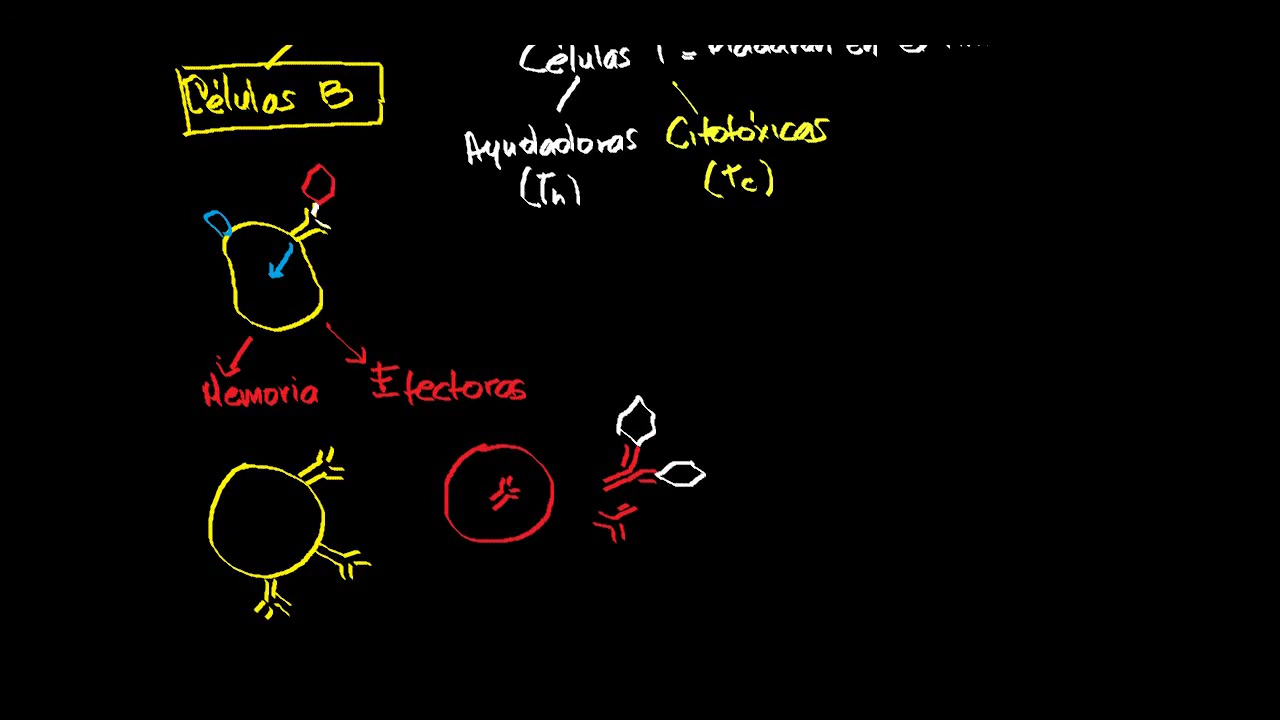 Células T =
Células B
Ayudadoras
(Th)
Citotóxicas
(Tc)
Memoria
Efectoras